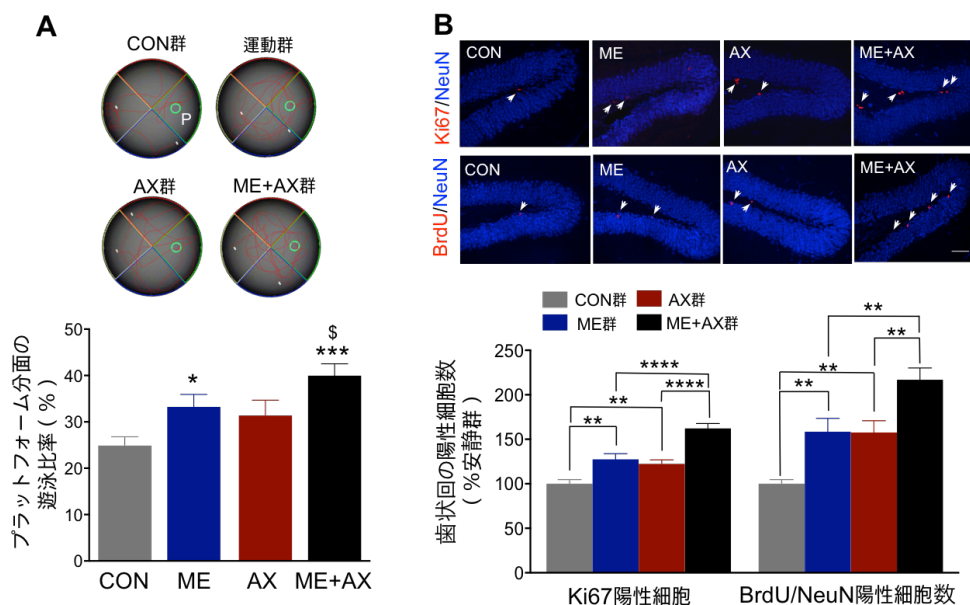 A
CON群
運動群
P
AX群
ME+AX群
プラットフォーム分面の
遊泳比率(%)
50
40
30
20
10
0
*
$
***
CON
ME
AX
ME+AX
B
Ki67/NeuN
CON
ME
AX
ME+AX
BrdU/NeuN
CON
ME
AX
ME+AX
CON群
AX群
ME群
ME+AX群
歯状回の陽性細胞数
(%安静群)
250
200
150
100
50
0
**
**
****
****
**
**
**
**
Ki67陽性細胞
BrdU/NeuN陽性細胞数